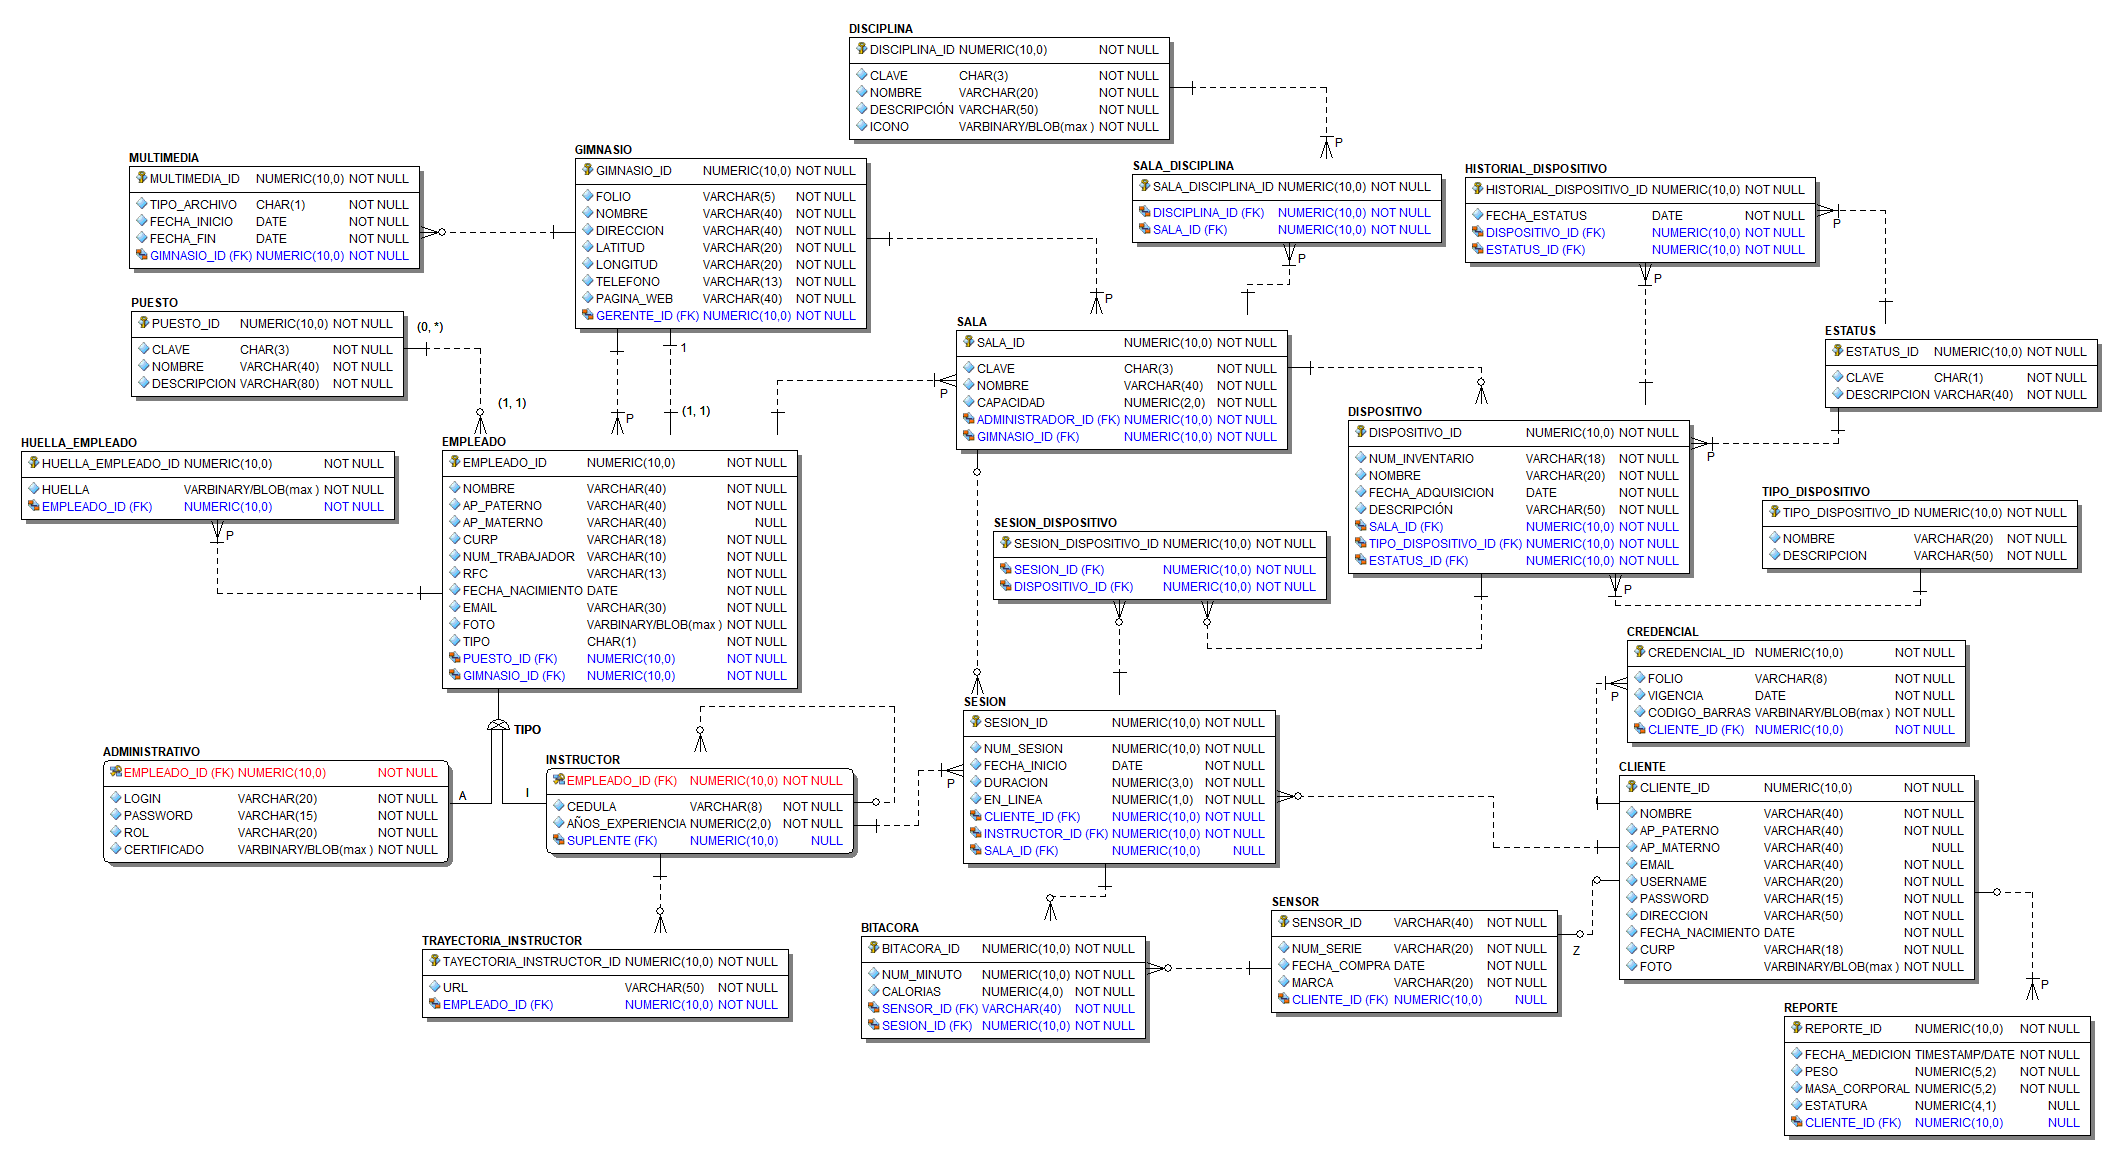 DISCIPLINA
DISCIPLINA_ID NUMERIC(10,0) NOT NULL
CLAVE CHAR(3) NOT NULL
NOMBRE VARCHAR(20) NOT NULL
DESCRIPCIÓN VARCHAR(50) NOT NULL
ICONO VARBINARY/BLOB(max ) NOT NULL
P
MULTIMEDIA
MULTIMEDIA_ID NUMERIC(10,0) NOT NULL
TIPO_ARCHIVO CHAR(1) NOT NULL
FECHA_INICIO DATE NOT NULL
FECHA_FIN DATE NOT NULL
GIMNASIO_ID (FK) NUMERIC(10,0) NOT NULL
GIMNASIO
GIMNASIO_ID NUMERIC(10,0) NOT NULL
FOLIO VARCHAR(5) NOT NULL
NOMBRE VARCHAR(40) NOT NULL
DIRECCION VARCHAR(40) NOT NULL
LATITUD VARCHAR(20) NOT NULL
LONGITUD VARCHAR(20) NOT NULL
TELEFONO VARCHAR(13) NOT NULL
PAGINA_WEB VARCHAR(40) NOT NULL
GERENTE_ID (FK) NUMERIC(10,0) NOT NULL
P
1
(1, 1)
P
SALA_DISCIPLINA
SALA_DISCIPLINA_ID NUMERIC(10,0) NOT NULL
DISCIPLINA_ID (FK) NUMERIC(10,0) NOT NULL
SALA_ID (FK) NUMERIC(10,0) NOT NULL
P
HISTORIAL_DISPOSITIVO
HISTORIAL_DISPOSITIVO_ID NUMERIC(10,0) NOT NULL
FECHA_ESTATUS DATE NOT NULL
DISPOSITIVO_ID (FK) NUMERIC(10,0) NOT NULL
ESTATUS_ID (FK) NUMERIC(10,0) NOT NULL
P
P
PUESTO
PUESTO_ID NUMERIC(10,0) NOT NULL
CLAVE CHAR(3) NOT NULL
NOMBRE VARCHAR(40) NOT NULL
DESCRIPCION VARCHAR(80) NOT NULL
(0, *)
(1, 1)
SALA
SALA_ID NUMERIC(10,0) NOT NULL
CLAVE CHAR(3) NOT NULL
NOMBRE VARCHAR(40) NOT NULL
CAPACIDAD NUMERIC(2,0) NOT NULL
ADMINISTRADOR_ID (FK) NUMERIC(10,0) NOT NULL
GIMNASIO_ID (FK) NUMERIC(10,0) NOT NULL
P
ESTATUS
ESTATUS_ID NUMERIC(10,0) NOT NULL
CLAVE CHAR(1) NOT NULL
DESCRIPCION VARCHAR(40) NOT NULL
P
HUELLA_EMPLEADO
HUELLA_EMPLEADO_ID NUMERIC(10,0) NOT NULL
HUELLA VARBINARY/BLOB(max ) NOT NULL
EMPLEADO_ID (FK) NUMERIC(10,0) NOT NULL
P
EMPLEADO
EMPLEADO_ID NUMERIC(10,0) NOT NULL
NOMBRE VARCHAR(40) NOT NULL
AP_PATERNO VARCHAR(40) NOT NULL
AP_MATERNO VARCHAR(40) NULL
CURP VARCHAR(18) NOT NULL
NUM_TRABAJADOR VARCHAR(10) NOT NULL
RFC VARCHAR(13) NOT NULL
FECHA_NACIMIENTO DATE NOT NULL
EMAIL VARCHAR(30) NOT NULL
FOTO VARBINARY/BLOB(max ) NOT NULL
TIPO CHAR(1) NOT NULL
PUESTO_ID (FK) NUMERIC(10,0) NOT NULL
GIMNASIO_ID (FK) NUMERIC(10,0) NOT NULL
DISPOSITIVO
DISPOSITIVO_ID NUMERIC(10,0) NOT NULL
NUM_INVENTARIO VARCHAR(18) NOT NULL
NOMBRE VARCHAR(20) NOT NULL
FECHA_ADQUISICION DATE NOT NULL
DESCRIPCIÓN VARCHAR(50) NOT NULL
SALA_ID (FK) NUMERIC(10,0) NOT NULL
TIPO_DISPOSITIVO_ID (FK) NUMERIC(10,0) NOT NULL
ESTATUS_ID (FK) NUMERIC(10,0) NOT NULL
P
TIPO_DISPOSITIVO
TIPO_DISPOSITIVO_ID NUMERIC(10,0) NOT NULL
NOMBRE VARCHAR(20) NOT NULL
DESCRIPCION VARCHAR(50) NOT NULL
SESION_DISPOSITIVO
SESION_DISPOSITIVO_ID NUMERIC(10,0) NOT NULL
SESION_ID (FK) NUMERIC(10,0) NOT NULL
DISPOSITIVO_ID (FK) NUMERIC(10,0) NOT NULL
CREDENCIAL
CREDENCIAL_ID NUMERIC(10,0) NOT NULL
FOLIO VARCHAR(8) NOT NULL
VIGENCIA DATE NOT NULL
CODIGO_BARRAS VARBINARY/BLOB(max ) NOT NULL
CLIENTE_ID (FK) NUMERIC(10,0) NOT NULL
P
TIPO
A
I
ADMINISTRATIVO
EMPLEADO_ID (FK) NUMERIC(10,0) NOT NULL
LOGIN VARCHAR(20) NOT NULL
PASSWORD VARCHAR(15) NOT NULL
ROL VARCHAR(20) NOT NULL
CERTIFICADO VARBINARY/BLOB(max ) NOT NULL
INSTRUCTOR
EMPLEADO_ID (FK) NUMERIC(10,0) NOT NULL
CEDULA VARCHAR(8) NOT NULL
AÑOS_EXPERIENCIA NUMERIC(2,0) NOT NULL
SUPLENTE (FK) NUMERIC(10,0) NULL
P
SESION
SESION_ID NUMERIC(10,0) NOT NULL
NUM_SESION NUMERIC(10,0) NOT NULL
FECHA_INICIO DATE NOT NULL
DURACION NUMERIC(3,0) NOT NULL
EN_LINEA NUMERIC(1,0) NOT NULL
CLIENTE_ID (FK) NUMERIC(10,0) NOT NULL
INSTRUCTOR_ID (FK) NUMERIC(10,0) NOT NULL
SALA_ID (FK) NUMERIC(10,0) NULL
CLIENTE
CLIENTE_ID NUMERIC(10,0) NOT NULL
NOMBRE VARCHAR(40) NOT NULL
AP_PATERNO VARCHAR(40) NOT NULL
AP_MATERNO VARCHAR(40) NULL
EMAIL VARCHAR(40) NOT NULL
USERNAME VARCHAR(20) NOT NULL
PASSWORD VARCHAR(15) NOT NULL
DIRECCION VARCHAR(50) NOT NULL
FECHA_NACIMIENTO DATE NOT NULL
CURP VARCHAR(18) NOT NULL
FOTO VARBINARY/BLOB(max ) NOT NULL
TRAYECTORIA_INSTRUCTOR
TAYECTORIA_INSTRUCTOR_ID NUMERIC(10,0) NOT NULL
URL VARCHAR(50) NOT NULL
EMPLEADO_ID (FK) NUMERIC(10,0) NOT NULL
BITACORA
BITACORA_ID NUMERIC(10,0) NOT NULL
NUM_MINUTO NUMERIC(10,0) NOT NULL
CALORIAS NUMERIC(4,0) NOT NULL
SENSOR_ID (FK) VARCHAR(40) NOT NULL
SESION_ID (FK) NUMERIC(10,0) NOT NULL
SENSOR
SENSOR_ID VARCHAR(40) NOT NULL
NUM_SERIE VARCHAR(20) NOT NULL
FECHA_COMPRA DATE NOT NULL
MARCA VARCHAR(20) NOT NULL
CLIENTE_ID (FK) NUMERIC(10,0) NULL
Z
P
REPORTE
REPORTE_ID NUMERIC(10,0) NOT NULL
FECHA_MEDICION TIMESTAMP/DATE NOT NULL
PESO NUMERIC(5,2) NOT NULL
MASA_CORPORAL NUMERIC(5,2) NOT NULL
ESTATURA NUMERIC(4,1) NULL
CLIENTE_ID (FK) NUMERIC(10,0) NULL